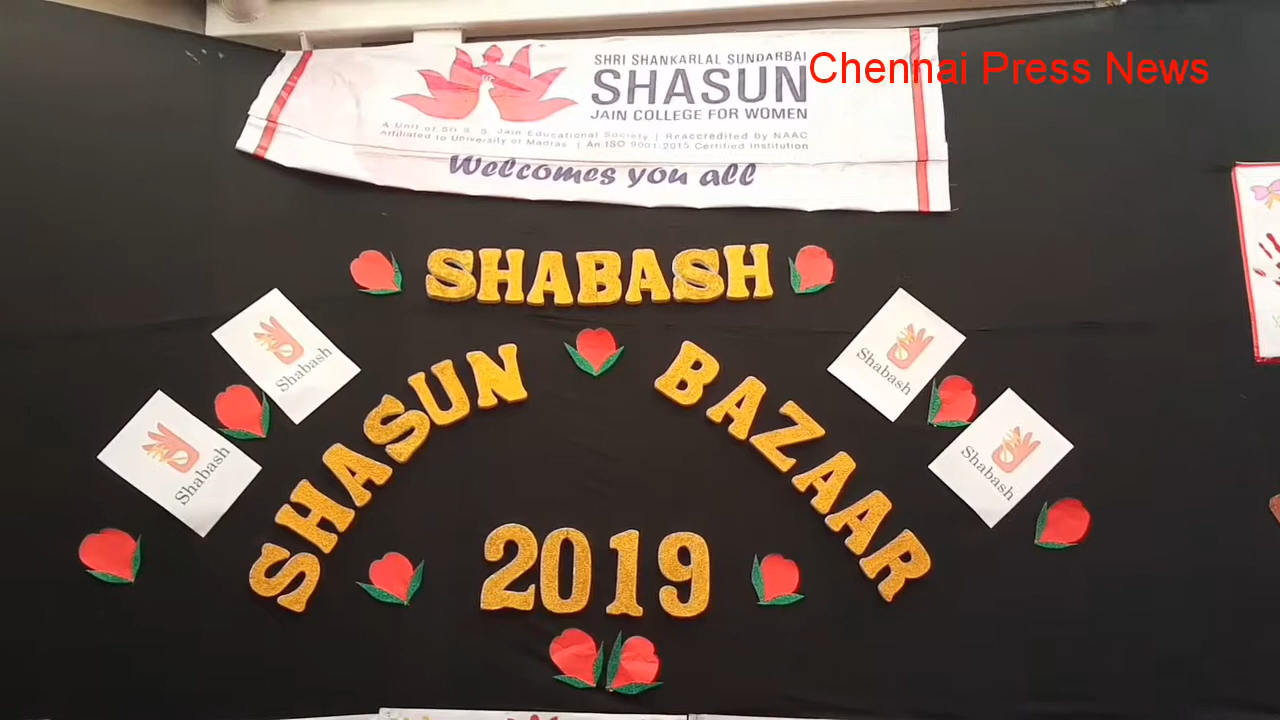 Chennai Press News
SHRI SHANKARLAL SUNDARBAI
SHASUN
JAIN COLLEGE FOR WOMEN
A Unit of Sri S. S. Jain Educational Society | Reaccredited by NAAC
Affiliated to University of Madras | An ISO 9001:2015 Certified Institution
Welcomes you all
SHABASH
SHASUN BAZAAR
2019
Shabash
Shabash
Shabash
Shabash